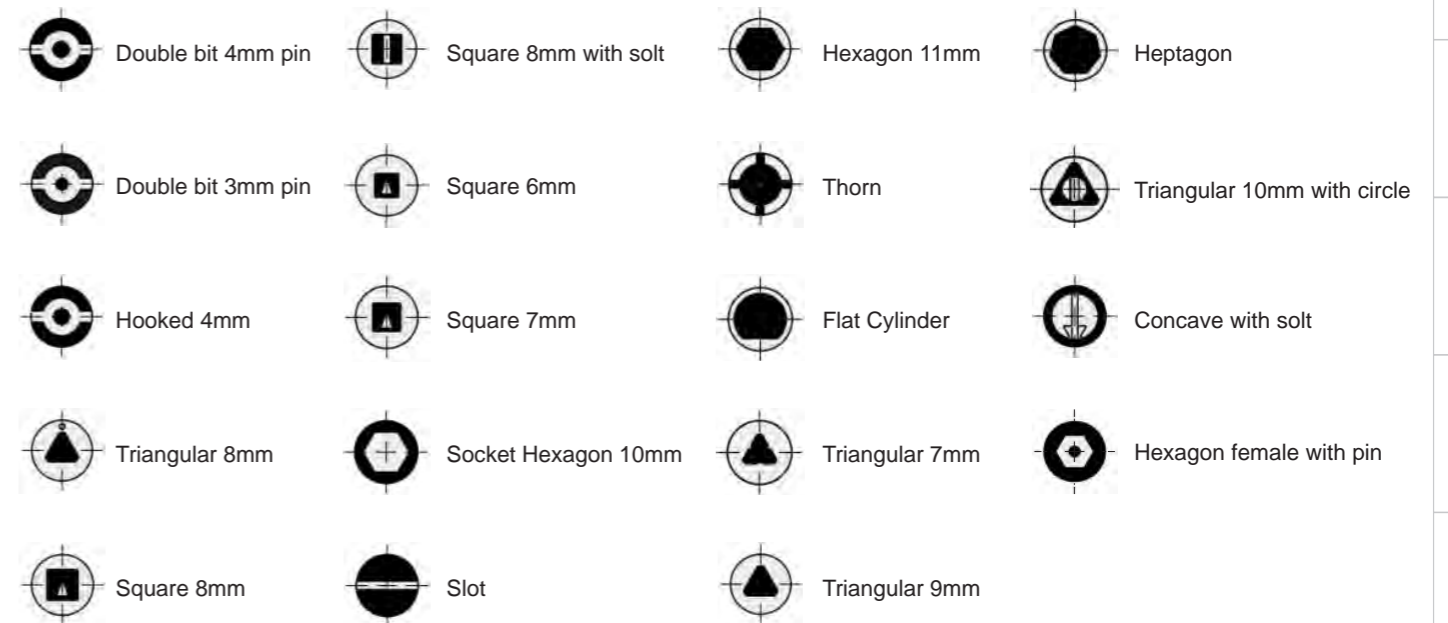 Double bit 4mm pin
Square 8mm with solt
Hexagon 11mm
Heptagon
Double bit 3mm pin
Square 6mm
Thorn
Triangular 10mm with circle
Hooked 4mm
Square 7mm
Flat Cylinder
Concave with solt
Triangular 8mm
Socket Hexagon 10mm
Triangular 7mm
Hexagon female with pin
Square 8mm
Slot
Triangular 9mm